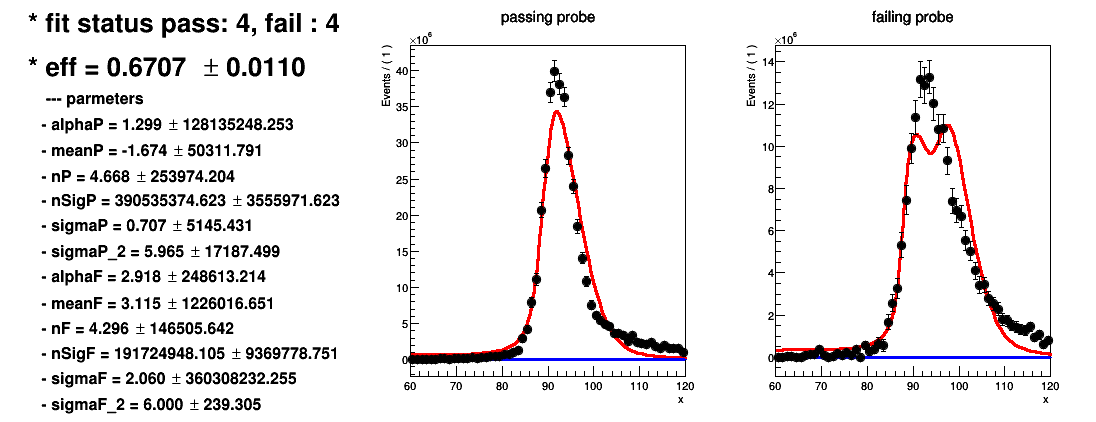 * fit status pass: 4, fail : 4
* eff = 0.6707 ± 0.0110
--- parmeters
- alphaP = 1.299 ± 128135248.253
- meanP = -1.674 ± 50311.791
- nP = 4.668 ± 253974.204
- nSigP = 390535374.623 ± 3555971.623
- sigmaP = 0.707 ± 5145.431
- sigmaP_2 = 5.965 ± 17187.499
- alphaF = 2.918 ± 248613.214
- meanF = 3.115 ± 1226016.651
- nF = 4.296 ± 146505.642
- nSigF = 191724948.105 ± 9369778.751
- sigmaF = 2.060 ± 360308232.255
- sigmaF_2 = 6.000 ± 239.305
passing probe
×10⁶
Events / ( 1 )
40
35
30
25
20
15
10
5
0
60 70 80 90 100 110 120
x
failing probe
×10⁶
Events / ( 1 )
14
12
10
8
6
4
2
0
60 70 80 90 100 110 120
x